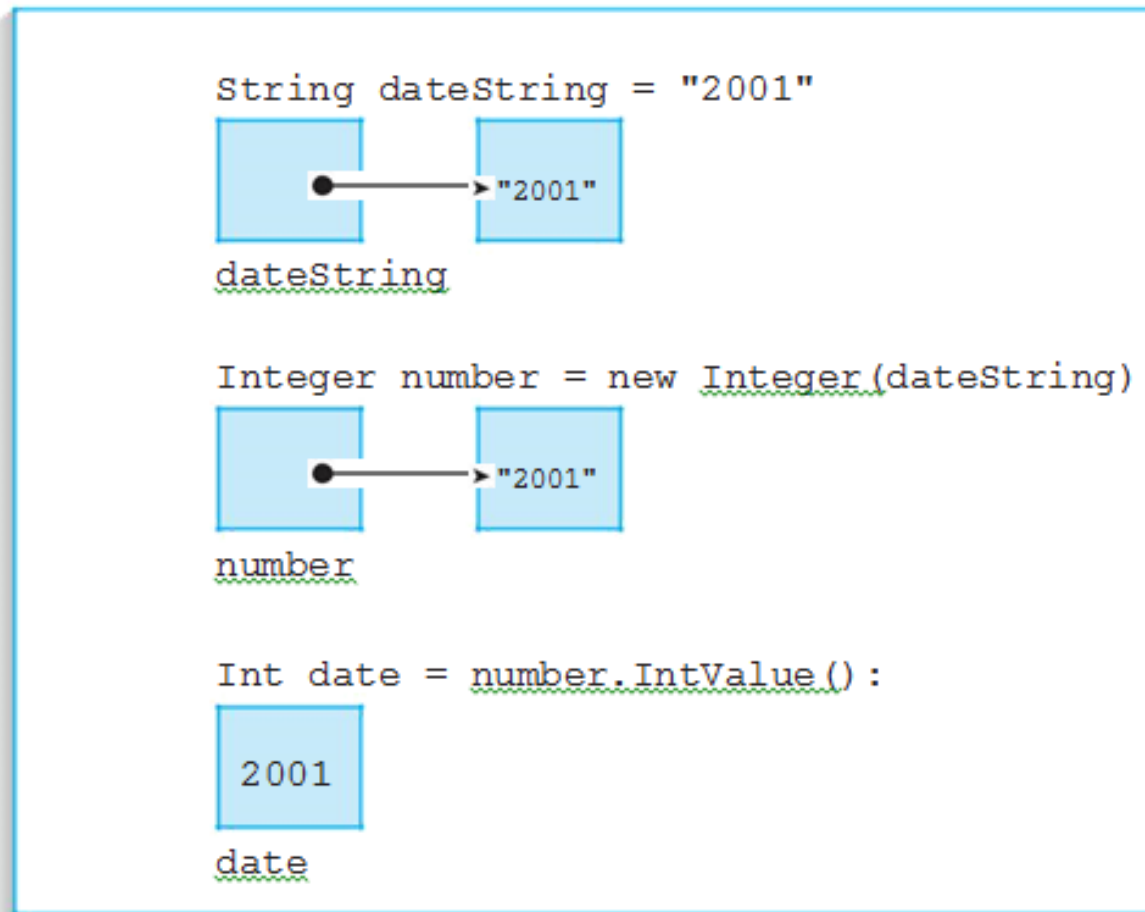 String dateString = "2001"
"2001"
dateString
Integer number = new Integer(dateString)
"2001"
number
Int date = number.IntValue():
2001
date